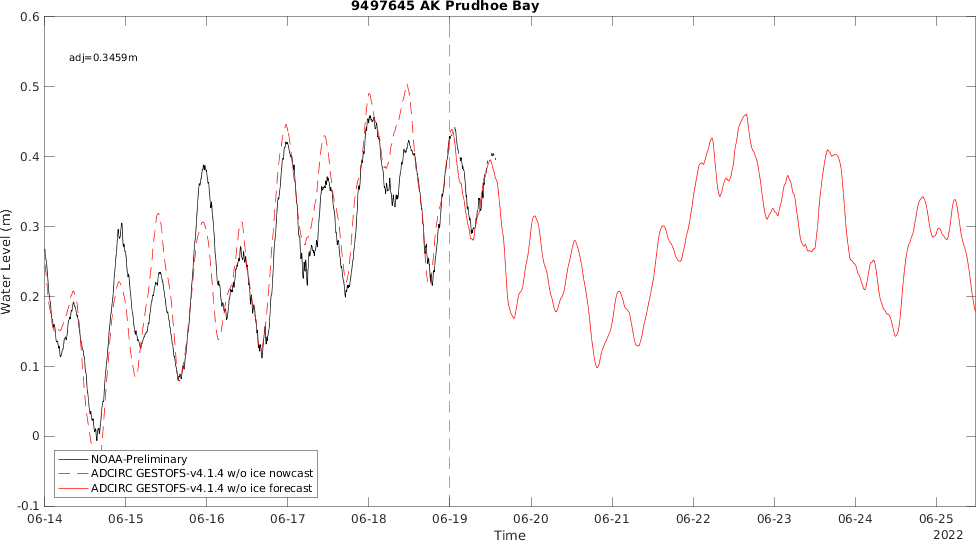 9497645 AK Prudhoe Bay
adj=0.3459m
Water Level (m)
0.6
0.5
0.4
0.3
0.2
0.1
0
-0.1
NOAA-Preliminary
ADCIRC GESTOFS-v4.1.4 w/o ice nowcast
ADCIRC GESTOFS-v4.1.4 w/o ice forecast
06-14 06-15 06-16 06-17 06-18 06-19 06-20 06-21 06-22 06-23 06-24 06-25
Time
2022